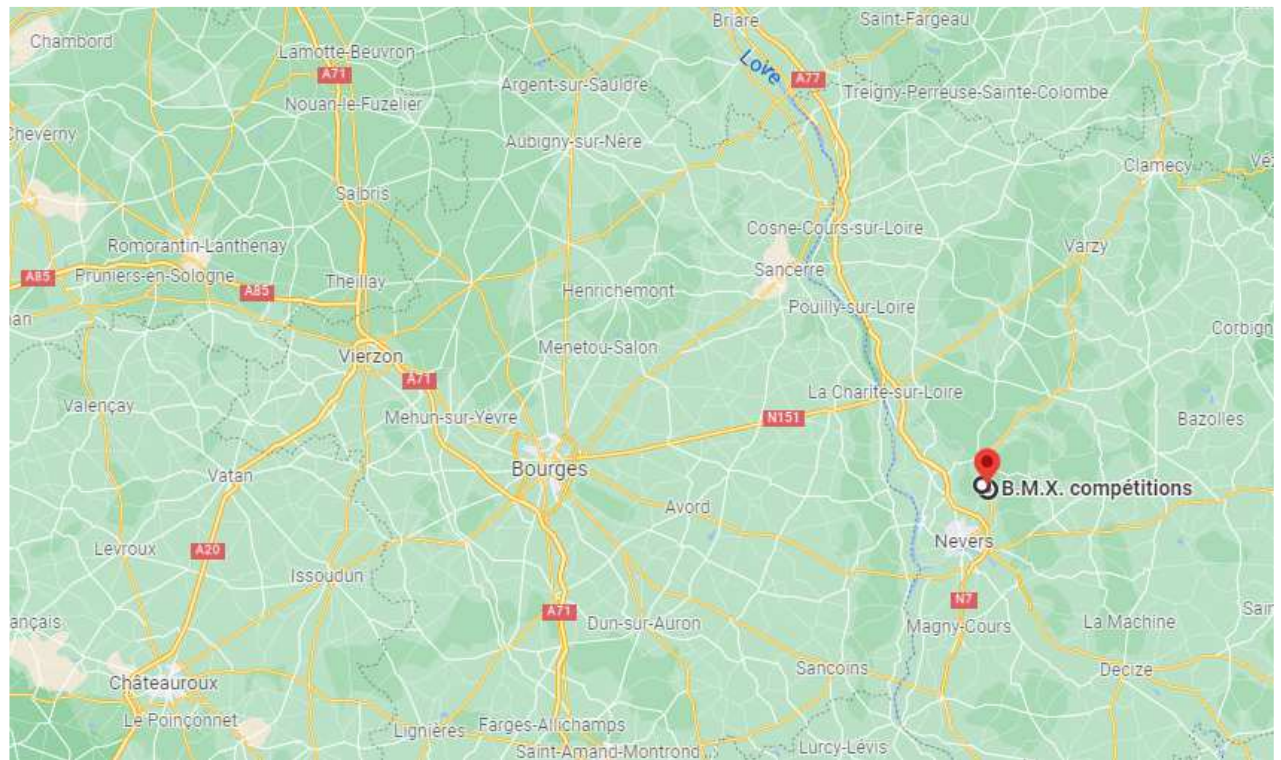 Briare
Saint-Fargeau
Chambord
Lamotte-Beuvron
Loire
A71
A77
Argent-sur-Sauldre
Treigny-Perreuse-Sainte-Colombe
Nouan-le-Fuzelier
Cheverny
Aubigny-sur-Nère
Clamecy
Véz
Salbris
Cosne-Cours-sur-Loire
Romorantin-Lanthenay
Varzy
Sancerre
A85
Pruniers-en-Sologne
Theillay
A85
Henrichemont
Pouilly-sur-Loire
nan
Corbign
Menetou-Salon
Vierzon
A71
La Charité-sur-Loire
Valençay
Mehun-sur-Yèvre
N151
Bazolles
Bourges
Vatan
B.M.X. compétitions
Avord
Nevers
Levroux
A20
Issoudun
N7
A71
Sain
ançais
Dun-sur-Auron
Magny-Cours
La Machine
Sancoins
Decize
Châteauroux
Le Poinçonnet
Lignières
Farges-Allichamps
Saint-Amand-Montrond
Lurcy-Lévis